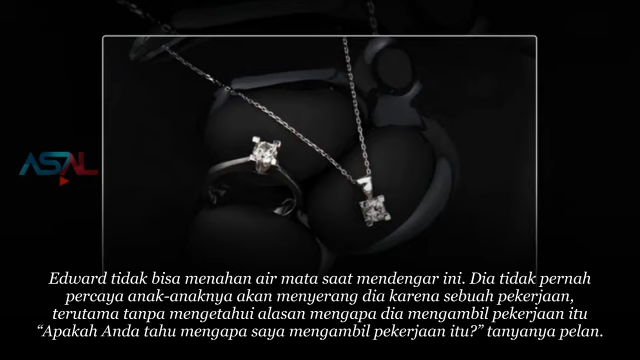 ASAL
Edward tidak bisa menahan air mata saat mendengar ini. Dia tidak pernah
percaya anak-anaknya akan menyerang dia karena sebuah pekerjaan,
terutama tanpa mengetahui alasan mengapa dia mengambil pekerjaan itu
“Apakah Anda tahu mengapa saya mengambil pekerjaan itu?” tanyanya pelan.